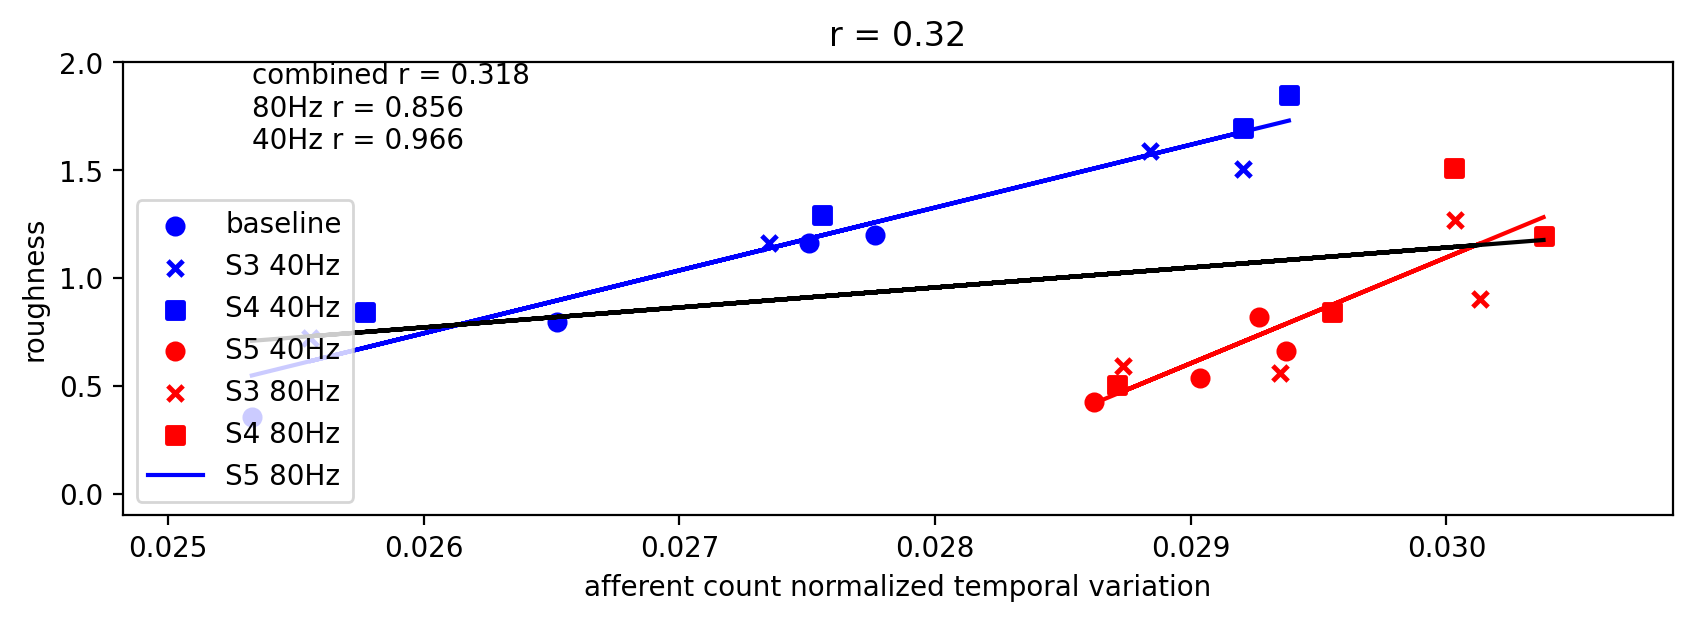 r = 0.32
combined r = 0.318
80Hz r = 0.856
40Hz r = 0.966
2.0
1.5
1.0
0.5
0.0
roughness
baseline
S3 40Hz
S4 40Hz
S5 40Hz
S3 80Hz
S4 80Hz
S5 80Hz
0.025 0.026 0.027 0.028 0.029 0.030
afferent count normalized temporal variation